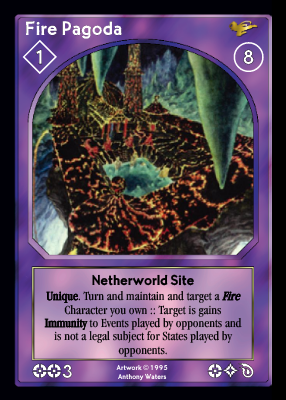 Fire Pagoda
1
8
Netherworld Site
Unique. Turn and maintain and target a Fire
Character you own :: Target is gains
Immunity to Events played by opponents and
is not a legal subject for States played by
opponents.
3
Artwork © 1995
Anthony Waters